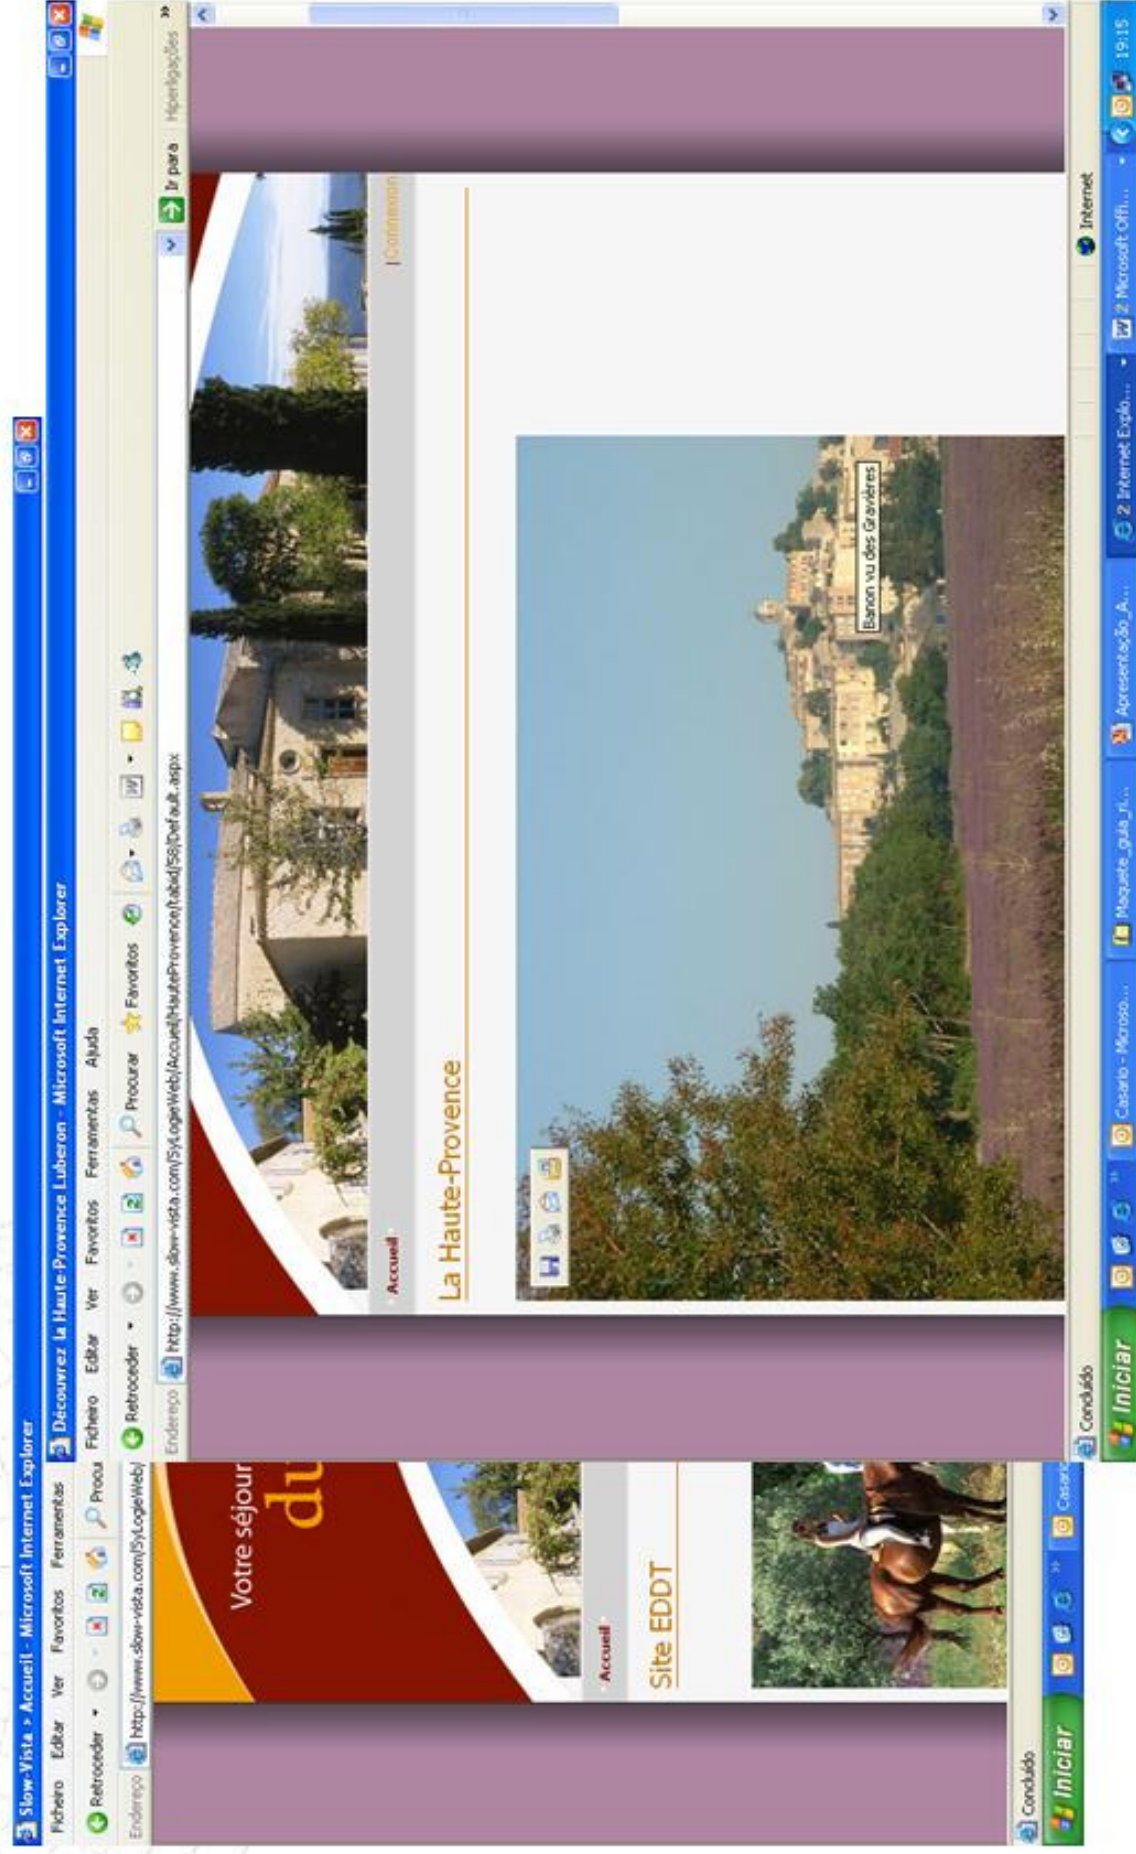 Slow-Vista > Accueil - Microsoft Internet Explorer
Ficheiro Editar Ver Favoritos Ferramentas
Retroceder Procu
Endereço http://www.slow-vista.com/SyLogieWeb/
Votre séjour
du
Accueil
Site EDDT
Concluído
Iniciar Casario
Découvrez la Haute-Provence Luberon - Microsoft Internet Explorer
Ficheiro Editar Ver Favoritos Ferramentas Ajuda
Retroceder Procurar Favoritos
Endereço http://www.slow-vista.com/SyLogieWeb/Accueil/HauteProvence/tabid/58/Default.aspx Ir para Hiperligações »
Accueil | Connexion
La Haute-Provence
Banon vu des Gravières
Concluído Internet
Iniciar » Casario - Microso... Maquete_guia_ri... Apresentação_A... 2 Internet Explo... 2 Microsoft Offi... 19:15